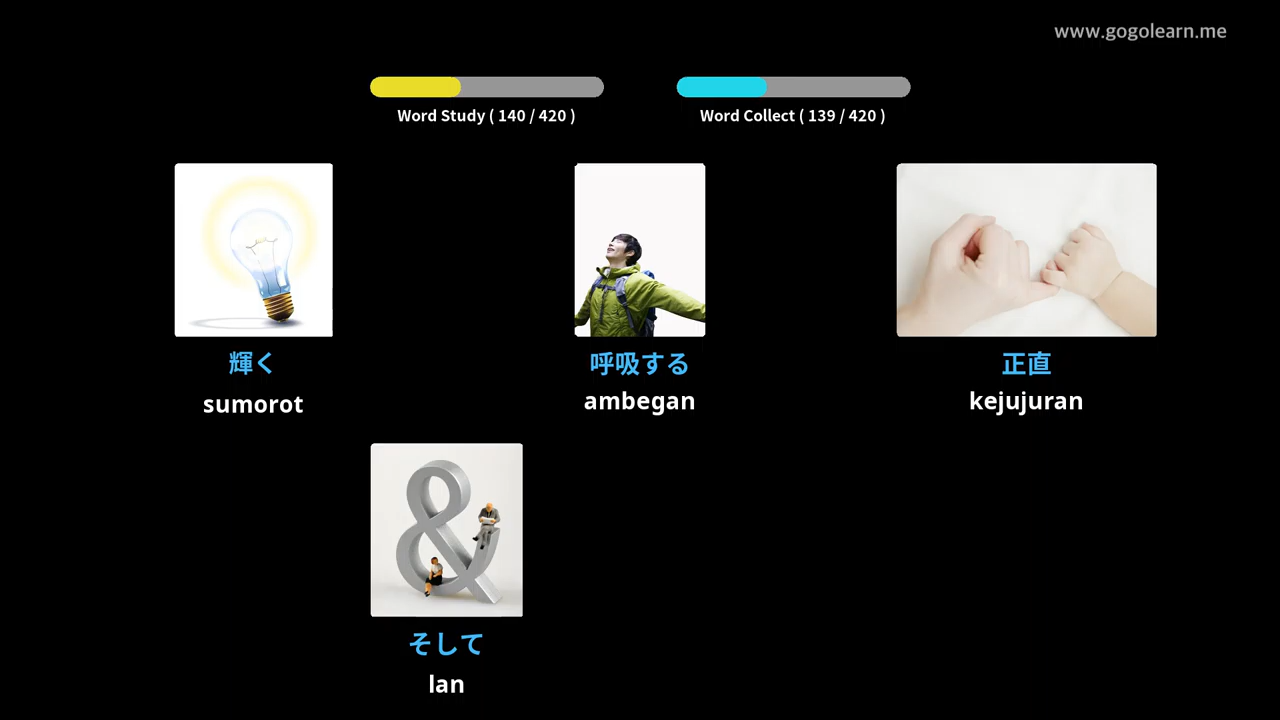 www.gogolearn.me
Word Study ( 140 / 420 )
Word Collect ( 139 / 420 )
輝く
sumorot
呼吸する
ambegan
正直
kejujuran
そして
lan